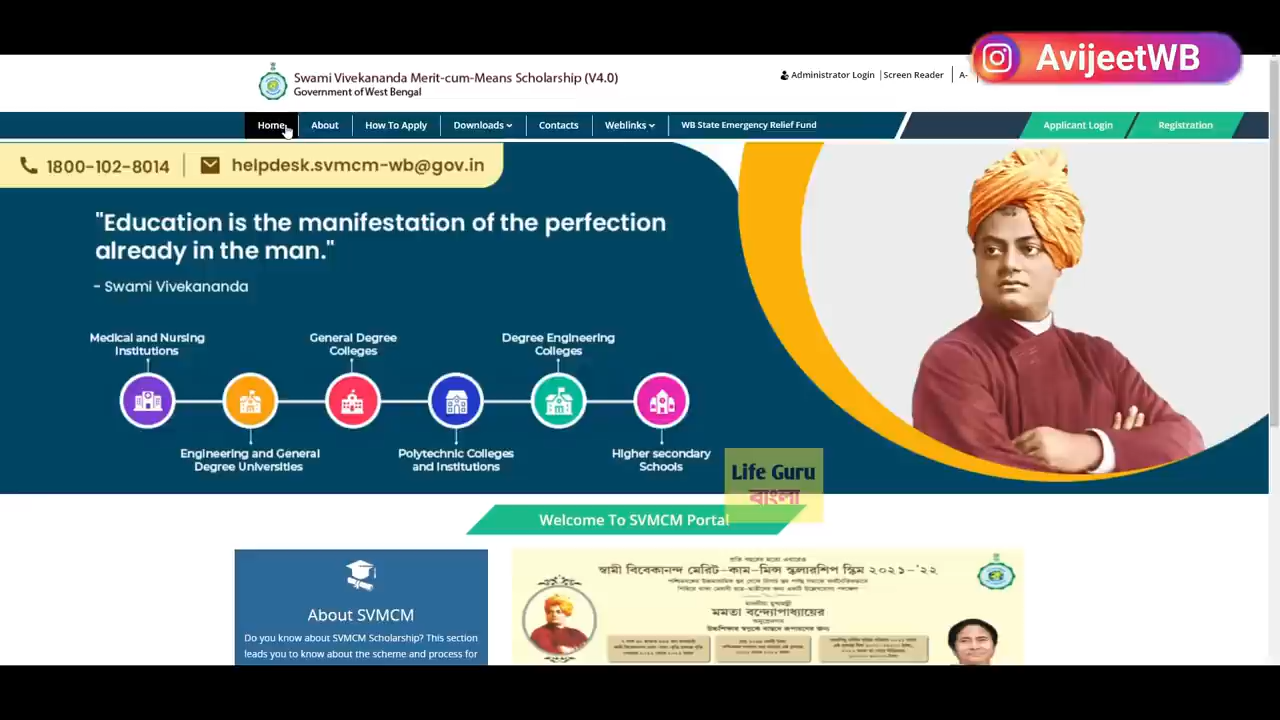 AvijeetWB
Swami Vivekananda Merit-cum-Means Scholarship (V4.0)
Government of West Bengal
Administrator Login | Screen Reader A-
Home About How To Apply Downloads Contacts Weblinks WB State Emergency Relief Fund Applicant Login Registration
1800-102-8014 helpdesk.svmcm-wb@gov.in
"Education is the manifestation of the perfection
already in the man."
- Swami Vivekananda
Medical and Nursing
Institutions
General Degree
Colleges
Degree Engineering
Colleges
Engineering and General
Degree Universities
Polytechnic Colleges
and Institutions
Higher secondary
Schools
Life Guru
বাংলা
Welcome To SVMCM Portal
About SVMCM
Do you know about SVMCM Scholarship? This section
leads you to know about the scheme and process for
স্বামী বিবেকানন্দ মেরিট-কাম-মিন্স স্কলারশিপ স্কিম ২০২১-'২২
মমতা বন্দ্যোপাধ্যায়ের